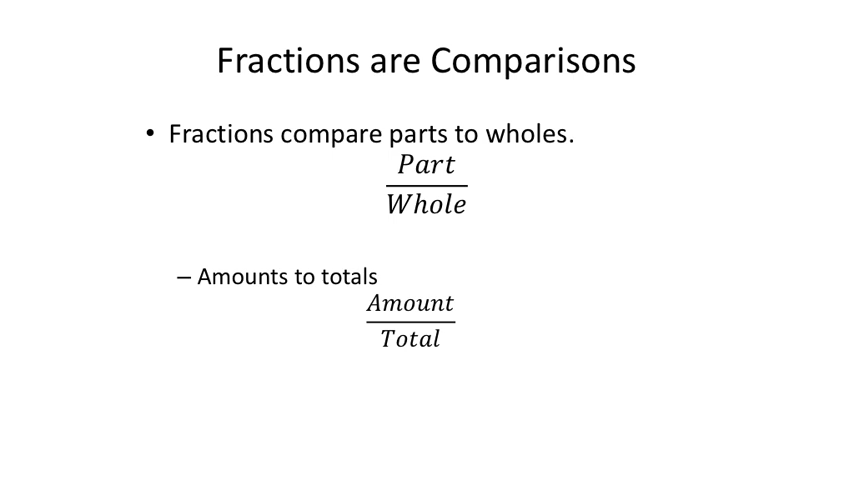 Fractions are Comparisons
• Fractions compare parts to wholes.
Part
Whole
– Amounts to totals
Amount
Total